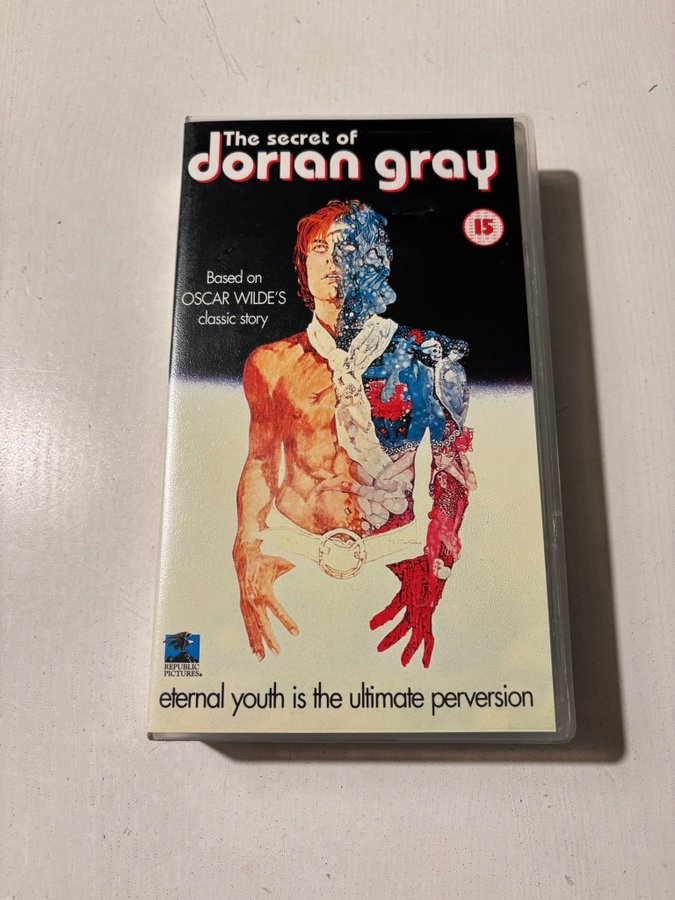 The secret of
dorian gray
15
Based on
OSCAR WILDE'S
classic story
REPUBLIC
PICTURES®
eternal youth is the ultimate perversion